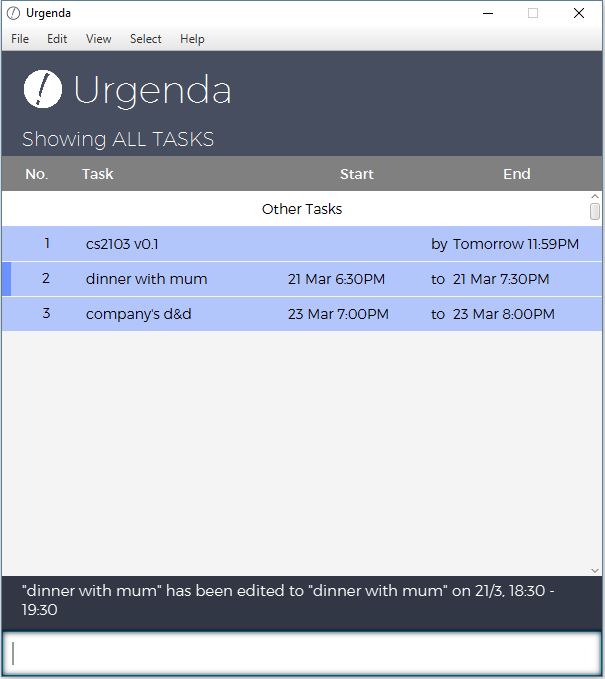 Urgenda
File Edit View Select Help
Urgenda
Showing ALL TASKS
No. Task Start End
Other Tasks
1 cs2103 v0.1 by Tomorrow 11:59PM
2 dinner with mum 21 Mar 6:30PM to 21 Mar 7:30PM
3 company's d&d 23 Mar 7:00PM to 23 Mar 8:00PM
"dinner with mum" has been edited to "dinner with mum" on 21/3, 18:30 -
19:30